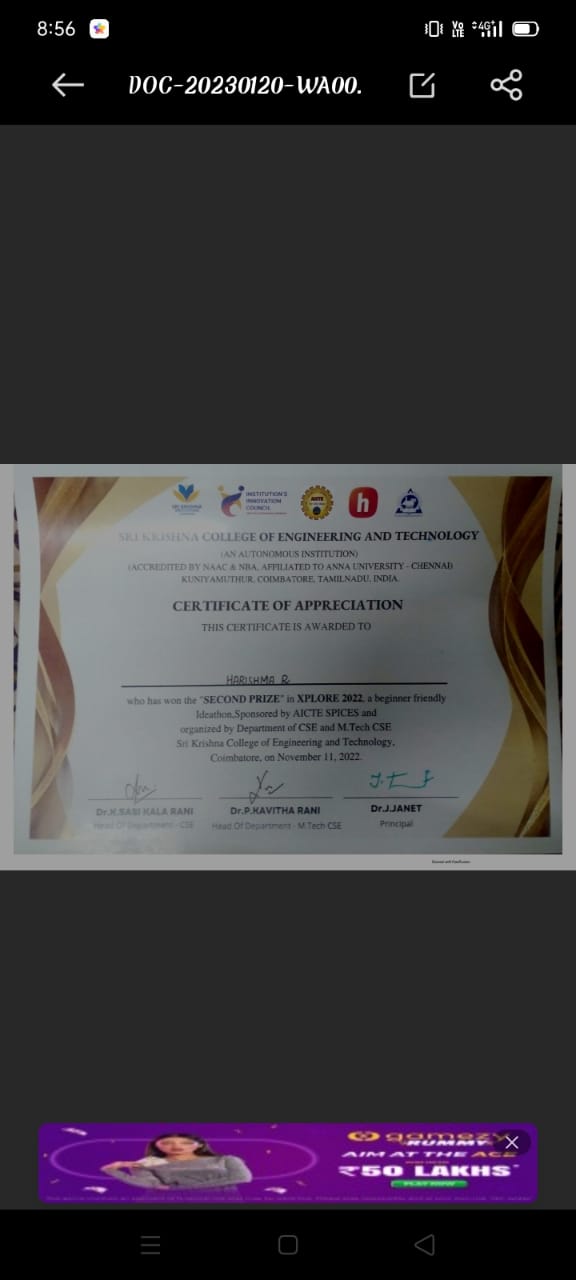 8:56
Vo LTE 4G+
DOC-20230120-WA00.
INSTITUTION'S
INNOVATION
COUNCIL
AICTE
h
SRI KRISHNA COLLEGE OF ENGINEERING AND TECHNOLOGY
(AN AUTONOMOUS INSTITUTION)
(ACCREDITED BY NAAC & NBA, AFFILIATED TO ANNA UNIVERSITY - CHENNAI)
KUNIYAMUTHUR, COIMBATORE, TAMILNADU, INDIA.
CERTIFICATE OF APPRECIATION
THIS CERTIFICATE IS AWARDED TO
HARISHMA R
who has won the "SECOND PRIZE" in XPLORE 2022, a beginner friendly
Ideathon,Sponsored by AICTE SPICES and
organized by Department of CSE and M.Tech CSE
Sri Krishna College of Engineering and Technology,
Coimbatore, on November 11, 2022.
Dr.K.SASI KALA RANI Dr.P.KAVITHA RANI Dr.J.JANET
Head Of Department - CSE Head Of Department - M.Tech CSE Principal
gamezy
RUMMY
AIM AT THE ACE
₹50 LAKHS*
PLAY NOW